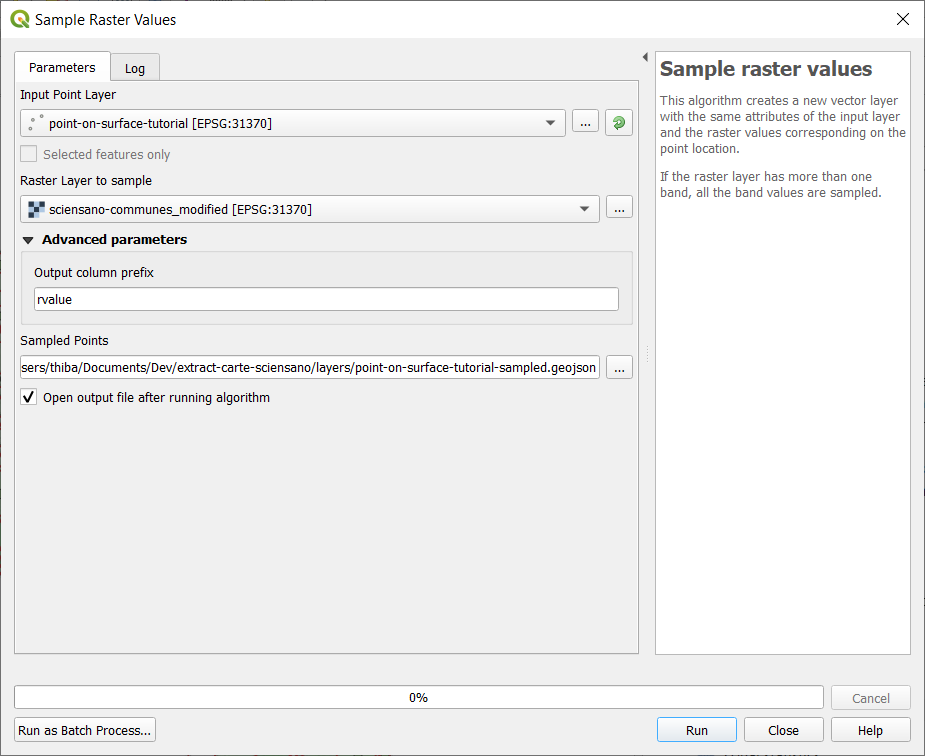 Sample Raster Values
Parameters
Log
Input Point Layer
point-on-surface-tutorial [EPSG:31370]
...
Selected features only
Raster Layer to sample
sciensano-communes_modified [EPSG:31370]
...
Advanced parameters
Output column prefix
rvalue
Sampled Points
sers/thiba/Documents/Dev/extract-carte-sciensano/layers/point-on-surface-tutorial-sampled.geojson
...
Open output file after running algorithm
Sample raster values
This algorithm creates a new vector layer
with the same attributes of the input layer
and the raster values corresponding on the
point location.
If the raster layer has more than one
band, all the band values are sampled.
0%
Cancel
Run as Batch Process...
Run
Close
Help